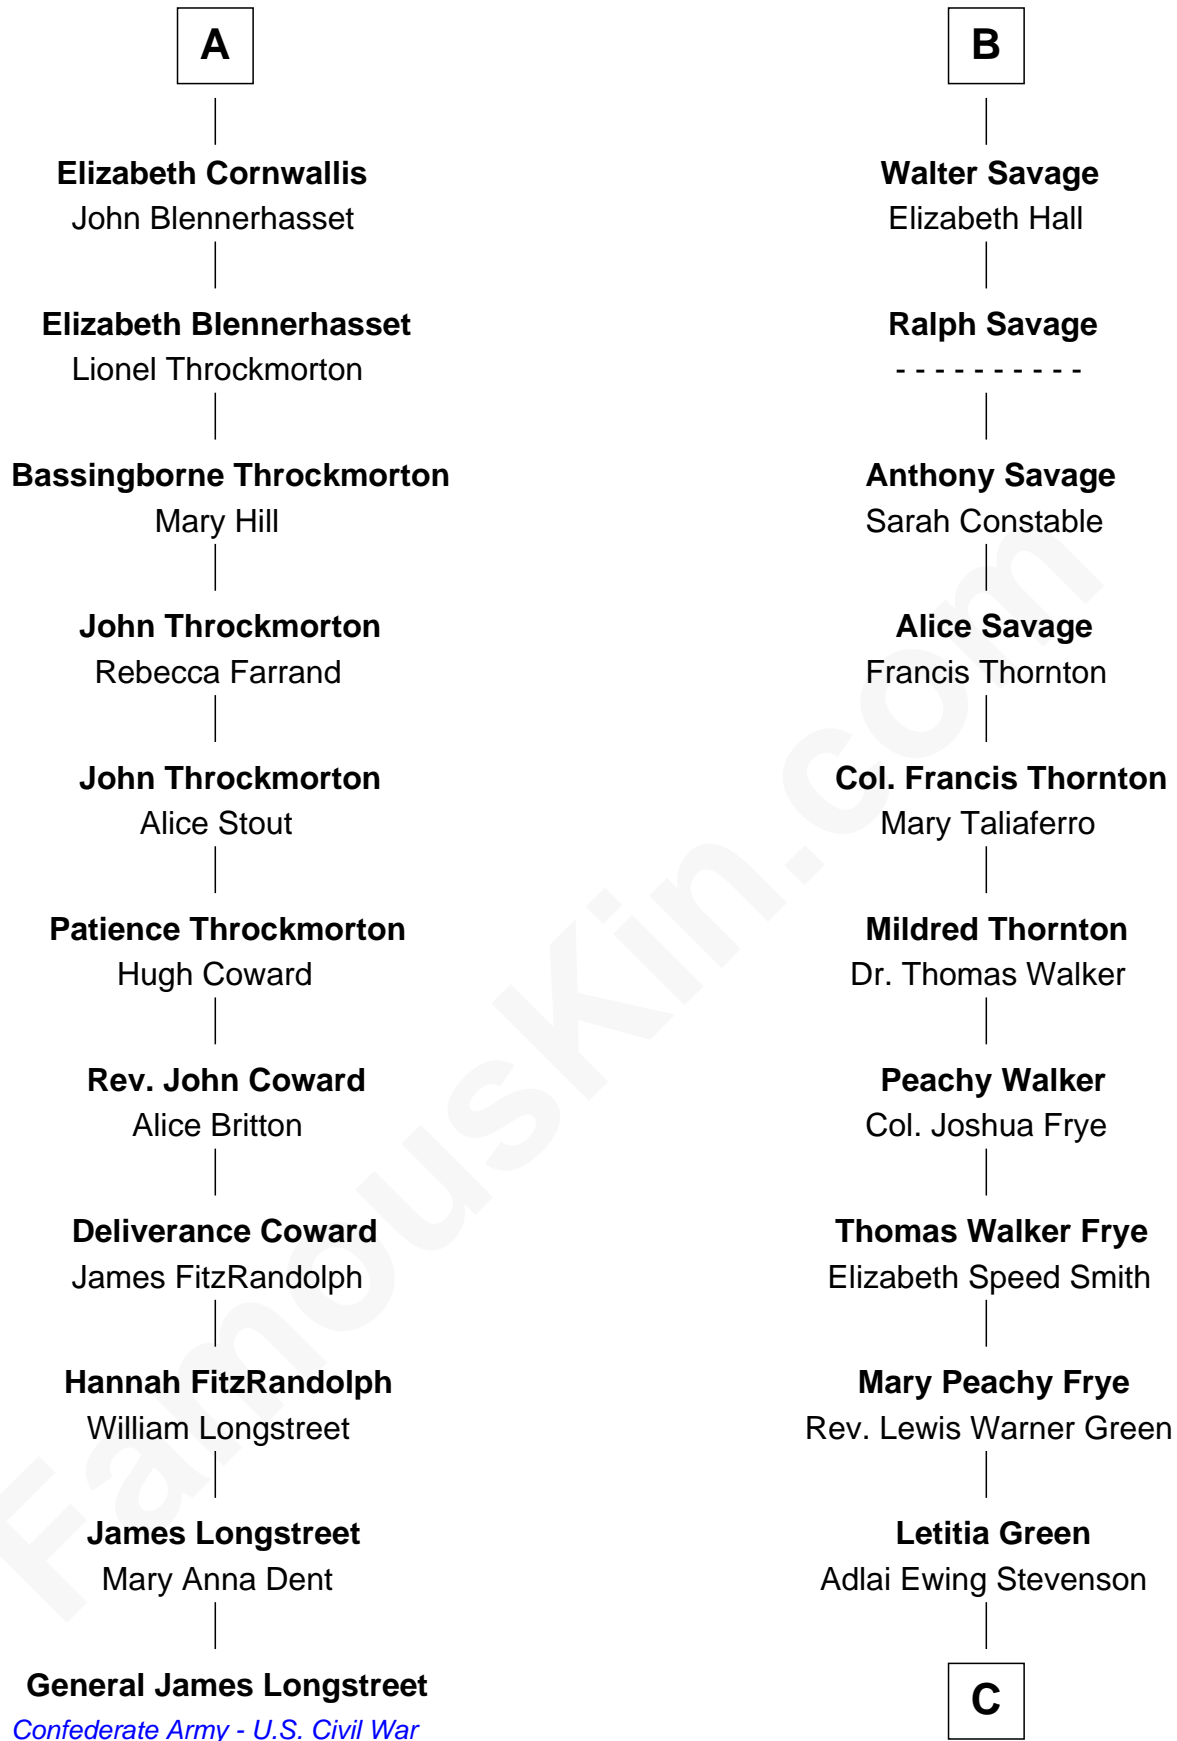 A
Elizabeth Cornwallis
John Blennerhasset
Elizabeth Blennerhasset
Lionel Throckmorton
Bassingborne Throckmorton
Mary Hill
John Throckmorton
Rebecca Farrand
John Throckmorton
Alice Stout
Patience Throckmorton
Hugh Coward
Rev. John Coward
Alice Britton
Deliverance Coward
James FitzRandolph
Hannah FitzRandolph
William Longstreet
James Longstreet
Mary Anna Dent
General James Longstreet
Confederate Army - U.S. Civil War
B
Walter Savage
Elizabeth Hall
Ralph Savage
- - - - - - - - - -
Anthony Savage
Sarah Constable
Alice Savage
Francis Thornton
Col. Francis Thornton
Mary Taliaferro
Mildred Thornton
Dr. Thomas Walker
Peachy Walker
Col. Joshua Frye
Thomas Walker Frye
Elizabeth Speed Smith
Mary Peachy Frye
Rev. Lewis Warner Green
Letitia Green
Adlai Ewing Stevenson
C
FamousKin.com